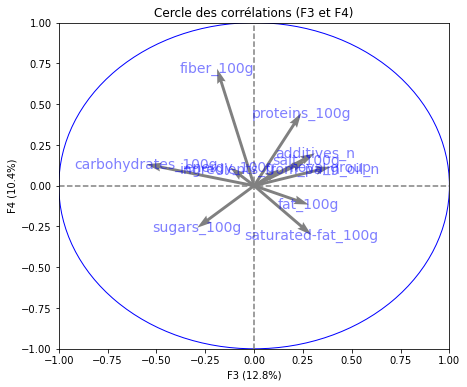 Cercle des corrélations (F3 et F4)
1.00
0.75
fiber_100g
0.50
proteins_100g
0.25
additives_n
salt_100g
carbohydrates_100g
0.00
fat_100g
sugars_100g
−0.25
saturated-fat_100g
−0.50
−0.75
−1.00
F4 (10.4%)
−1.00 −0.75 −0.50 −0.25 0.00 0.25 0.50 0.75 1.00
F3 (12.8%)